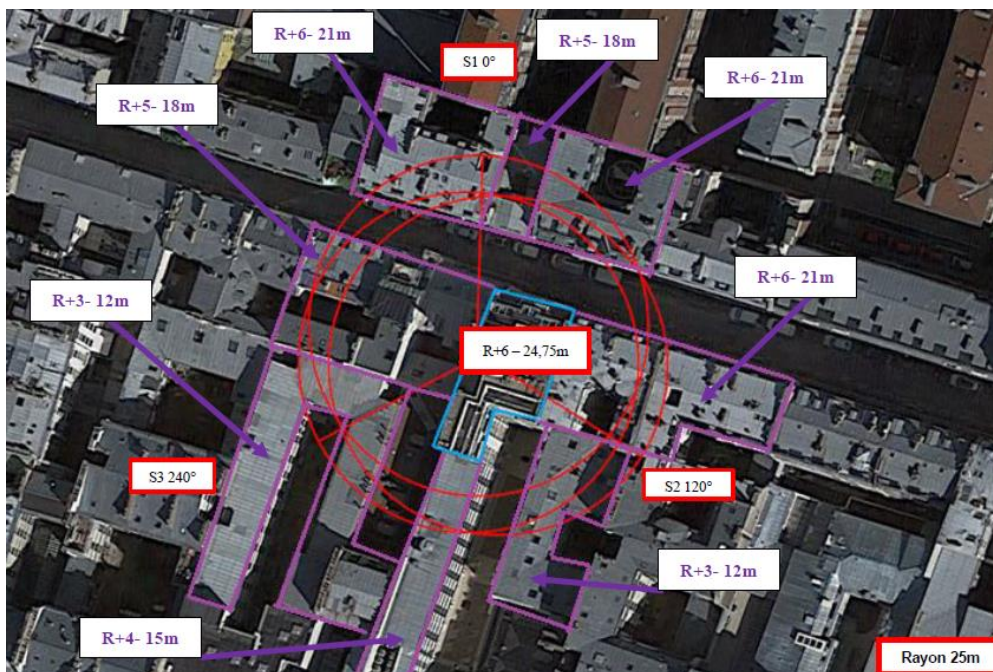 R+6- 21m
R+5- 18m
S1 0°
R+6- 21m
R+5- 18m
R+3- 12m
R+6- 21m
R+6 – 24,75m
S3 240°
S2 120°
R+3- 12m
R+4- 15m
Rayon 25m